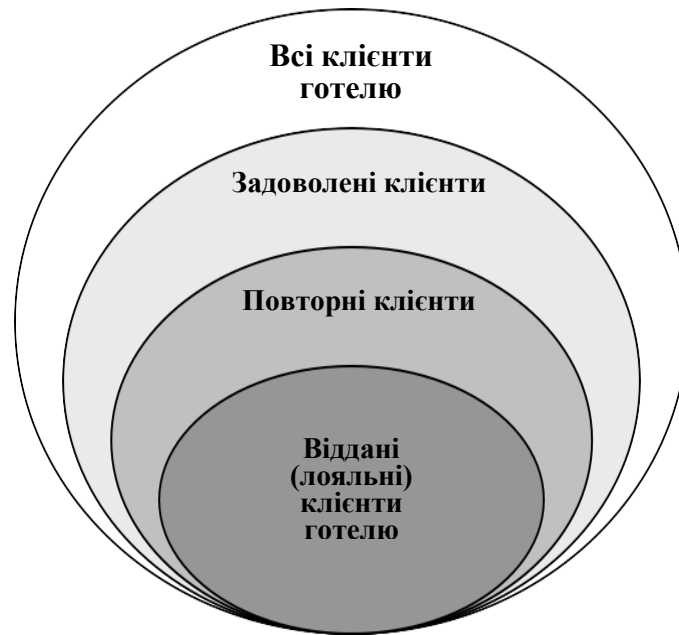 Всі клієнти
готелю
Задоволені клієнти
Повторні клієнти
Віддані
(лояльні)
клієнти
готелю